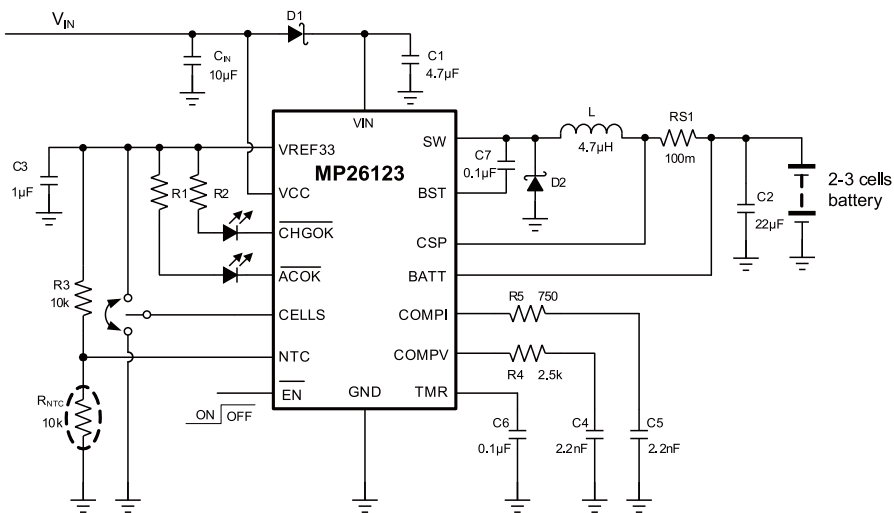 V_IN
D1
C_IN
10µF
C1
4.7µF
VIN
MP26123
VREF33
VCC
CHGOK
ACOK
CELLS
NTC
EN
GND
SW
BST
CSP
BATT
COMPI
COMPV
TMR
C3
1µF
R1
R2
R3
10k
R_NTC
10k
ON
OFF
C7
0.1µF
D2
L
4.7µH
RS1
100m
C2
22µF
2-3 cells
battery
R5 750
R4 2.5k
C6
0.1µF
C4
2.2nF
C5
2.2nF